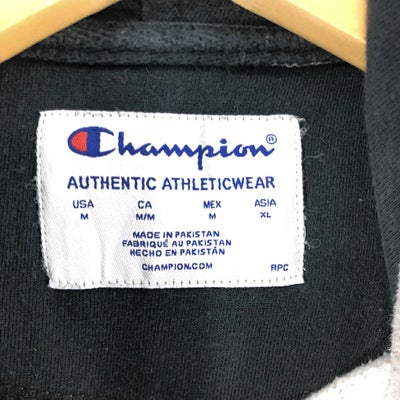 Champion®
AUTHENTIC ATHLETICWEAR
USA CA MEX ASIA
M M/M M XL
MADE IN PAKISTAN
FABRIQUÉ AU PAKISTAN
HECHO EN PAKISTÁN
CHAMPION.COM RPC